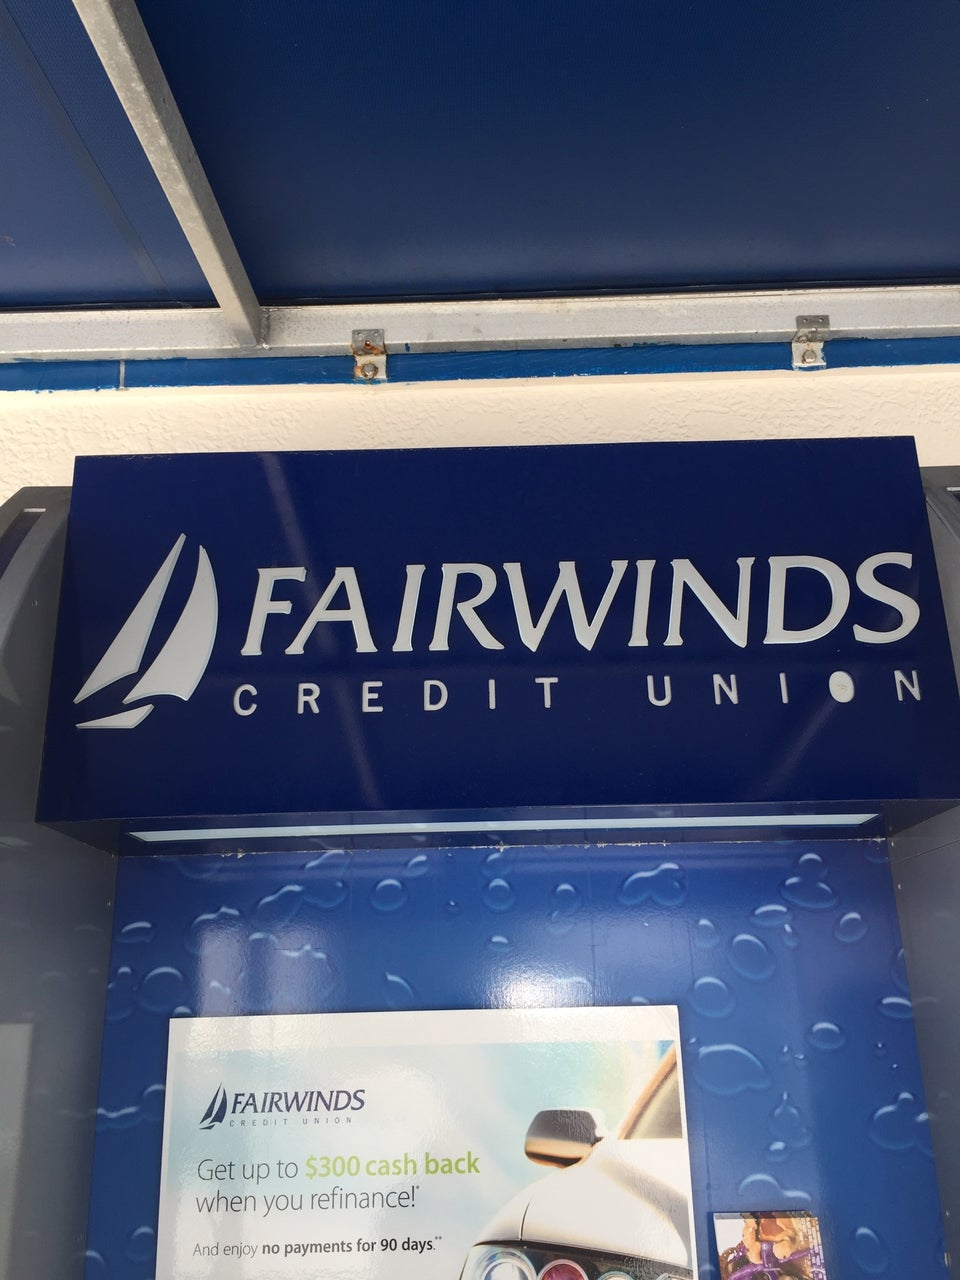 FAIRWINDS
CREDIT UNION
FAIRWINDS
CREDIT UNION
Get up to $300 cash back
when you refinance!*
And enjoy no payments for 90 days.**